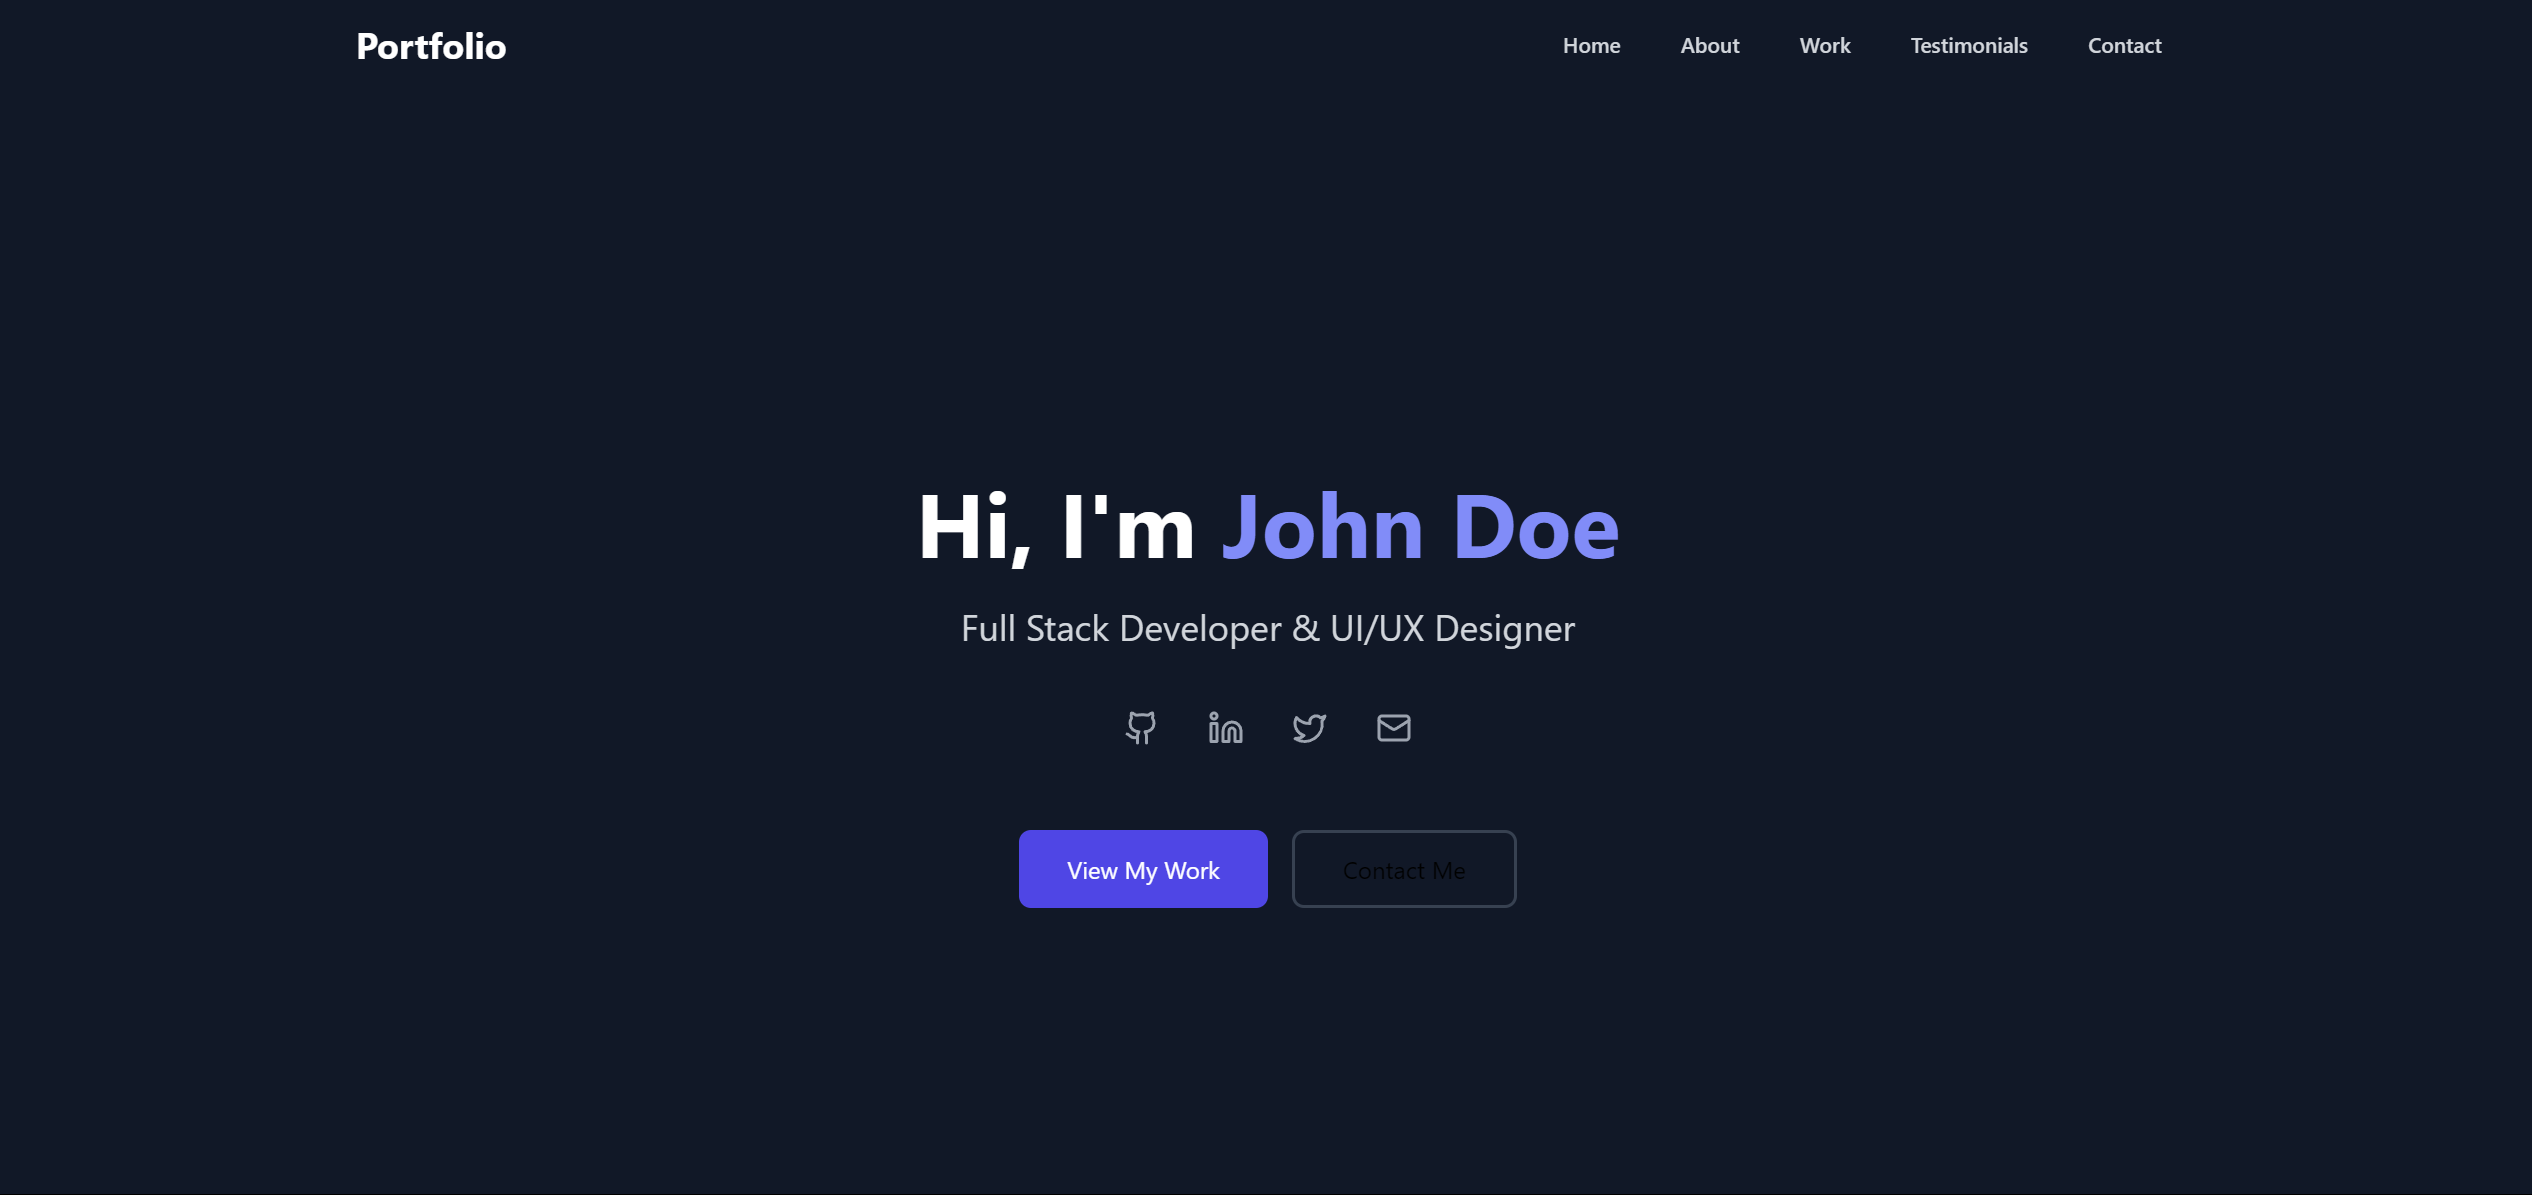 Portfolio
Home About Work Testimonials Contact
Hi, I'm John Doe
Full Stack Developer & UI/UX Designer
View My Work
Contact Me